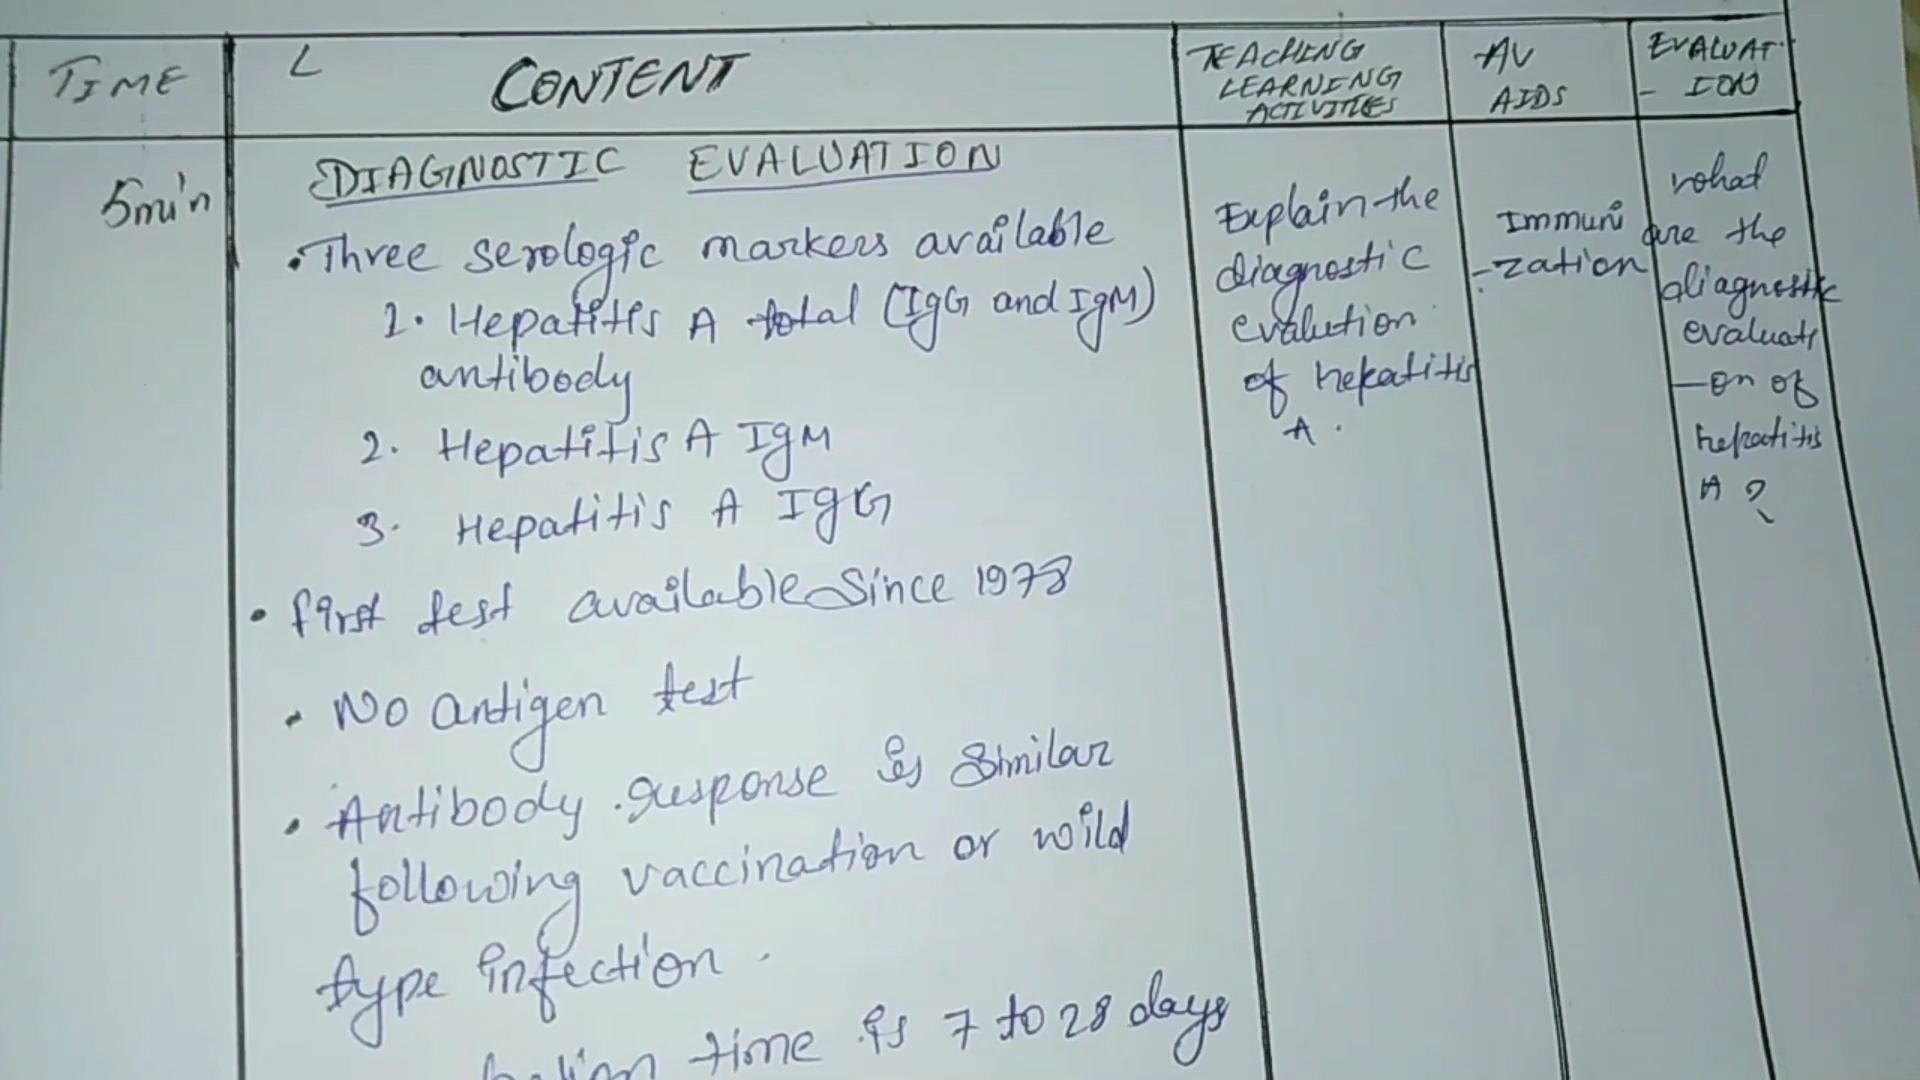 TIME
CONTENT
TEACHING
LEARNING
ACTIVITIES
AV
AIDS
EVALUAT
- ION
5min
DIAGNOSTIC EVALUATION
• Three serologic markers available
1. Hepatitis A total (IgG and IgM)
antibody
2. Hepatitis A IgM
3. Hepatitis A IgG
• first test available since 1978
• No antigen test
• Antibody response is similar
following vaccination or wild
type infection.
time is 7 to 28 days
Explain the
diagnostic
evalution
of hepatitis
A.
Immuni
-zation
what
are the
diagnostic
evaluati
-on of
hepatitis
A ?